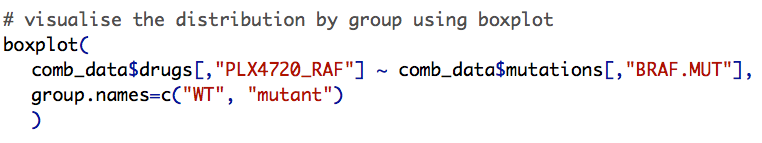 # visualise the distribution by group using boxplot
boxplot(
  comb_data$drugs[,"PLX4720_RAF"] ~ comb_data$mutations[,"BRAF.MUT"],
  group.names=c("WT", "mutant")
  )